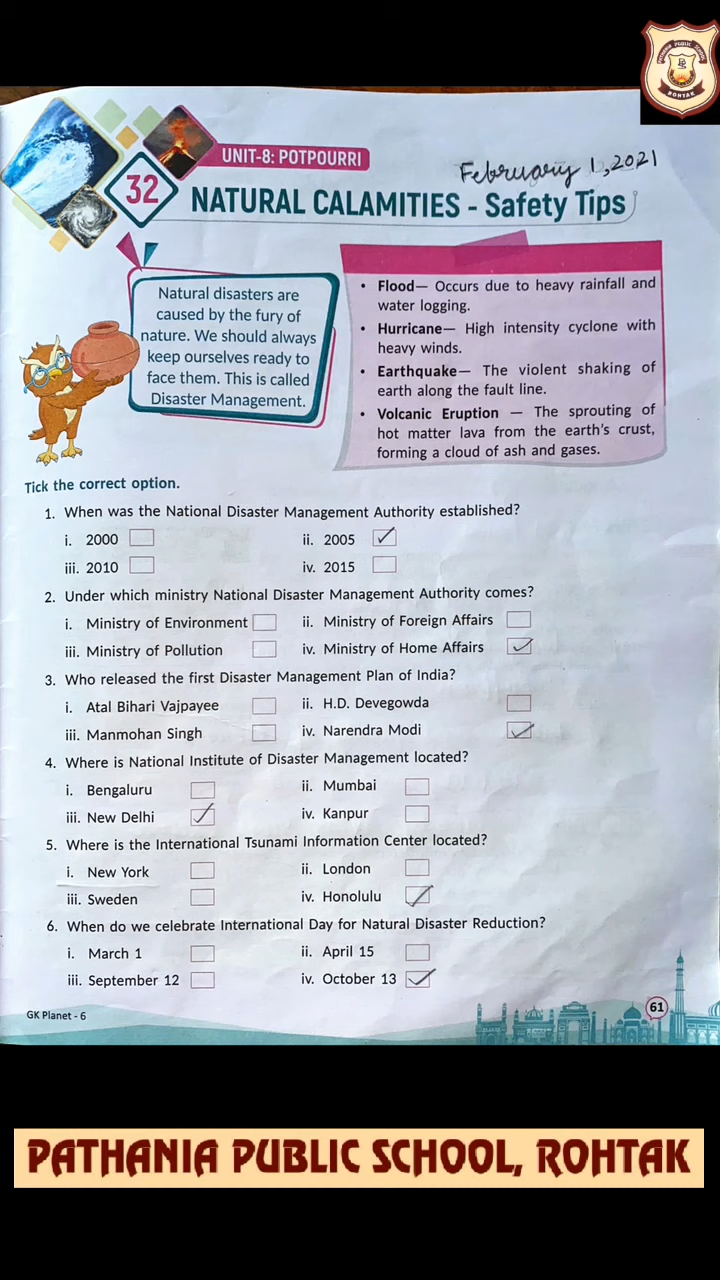 PATHANIA PUBLIC SCHOOL
ROHTAK
UNIT-8: POTPOURRI
February 1, 2021
32
NATURAL CALAMITIES - Safety Tips
Natural disasters are
caused by the fury of
nature. We should always
keep ourselves ready to
face them. This is called
Disaster Management.
• Flood— Occurs due to heavy rainfall and
water logging.
• Hurricane— High intensity cyclone with
heavy winds.
• Earthquake— The violent shaking of
earth along the fault line.
• Volcanic Eruption — The sprouting of
hot matter lava from the earth's crust,
forming a cloud of ash and gases.
Tick the correct option.
1. When was the National Disaster Management Authority established?
i. 2000 ii. 2005 ✓
iii. 2010 iv. 2015
2. Under which ministry National Disaster Management Authority comes?
i. Ministry of Environment ii. Ministry of Foreign Affairs
iii. Ministry of Pollution iv. Ministry of Home Affairs ✓
3. Who released the first Disaster Management Plan of India?
i. Atal Bihari Vajpayee ii. H.D. Devegowda
iii. Manmohan Singh iv. Narendra Modi ✓
4. Where is National Institute of Disaster Management located?
i. Bengaluru ii. Mumbai
iii. New Delhi ✓ iv. Kanpur
5. Where is the International Tsunami Information Center located?
i. New York ii. London
iii. Sweden iv. Honolulu ✓
6. When do we celebrate International Day for Natural Disaster Reduction?
i. March 1 ii. April 15
iii. September 12 iv. October 13 ✓
GK Planet - 6
61
PATHANIA PUBLIC SCHOOL, ROHTAK